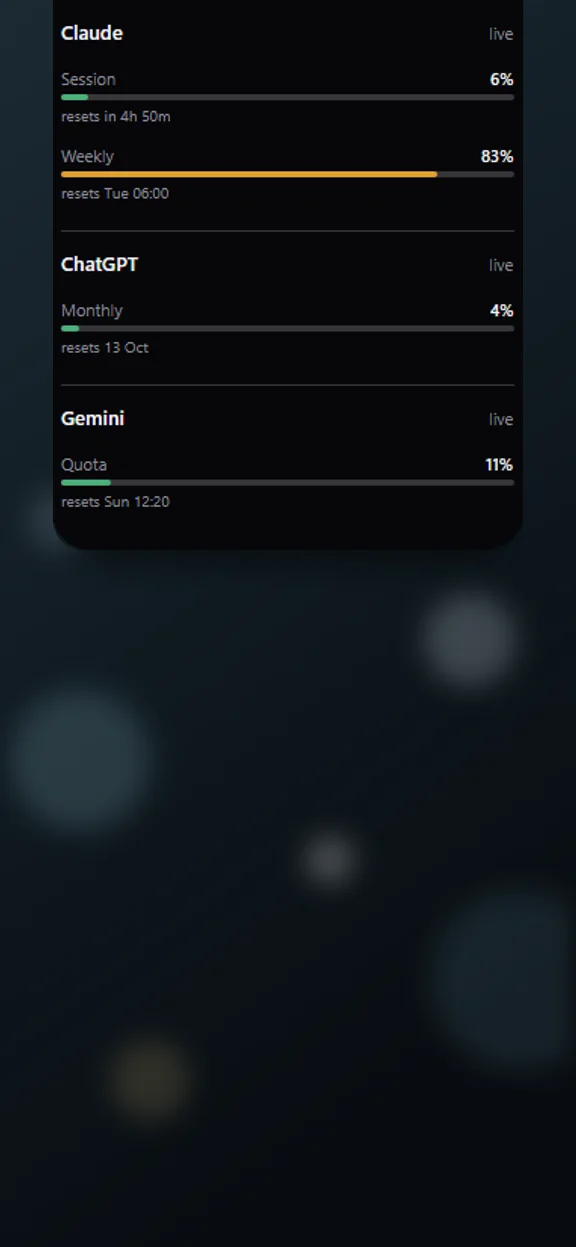 Claude live
Session 6%
resets in 4h 50m
Weekly 83%
resets Tue 06:00
ChatGPT live
Monthly 4%
resets 13 Oct
Gemini live
Quota 11%
resets Sun 12:20